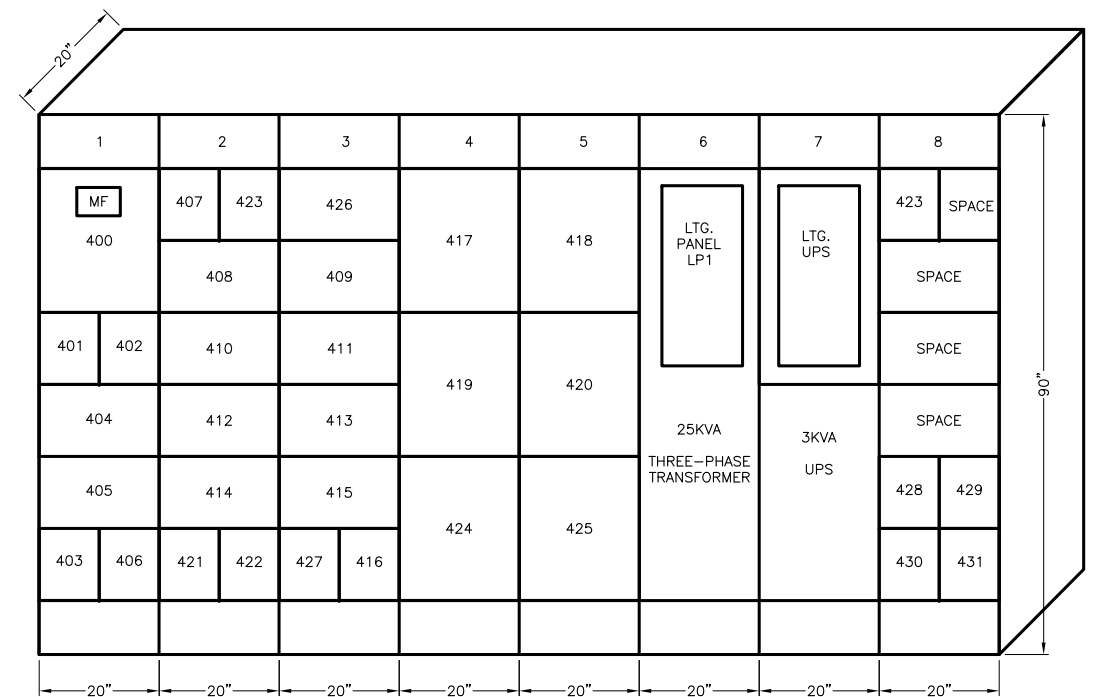 20"
1 2 3 4 5 6 7 8
MF
400
407 423
426
417
418
LTG.
PANEL
LP1
LTG.
UPS
423 SPACE
408
409
SPACE
401 402
410
411
SPACE
404
412
413
419
420
25KVA
THREE-PHASE
TRANSFORMER
3KVA
UPS
SPACE
90"
405
414
415
424
425
428 429
403 406
421 422
427 416
430 431
20" 20" 20" 20" 20" 20" 20" 20"